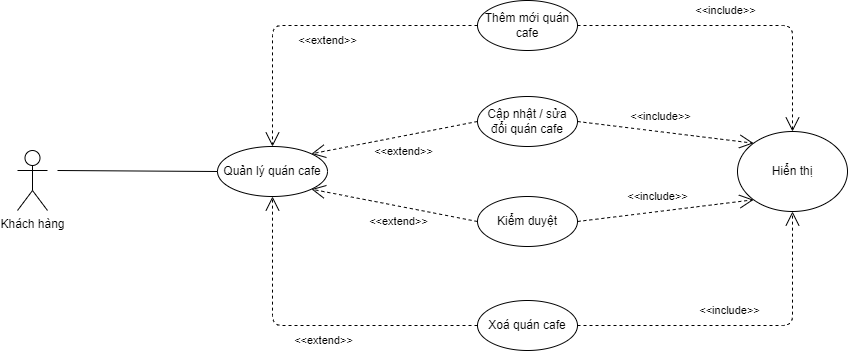 Thêm mới quán
cafe
<<include>>
<<extend>>
Cập nhật / sửa
đổi quán cafe
<<include>>
<<extend>>
Quản lý quán cafe
Hiển thị
Khách hàng
<<include>>
Kiểm duyệt
<<extend>>
<<include>>
Xoá quán cafe
<<extend>>